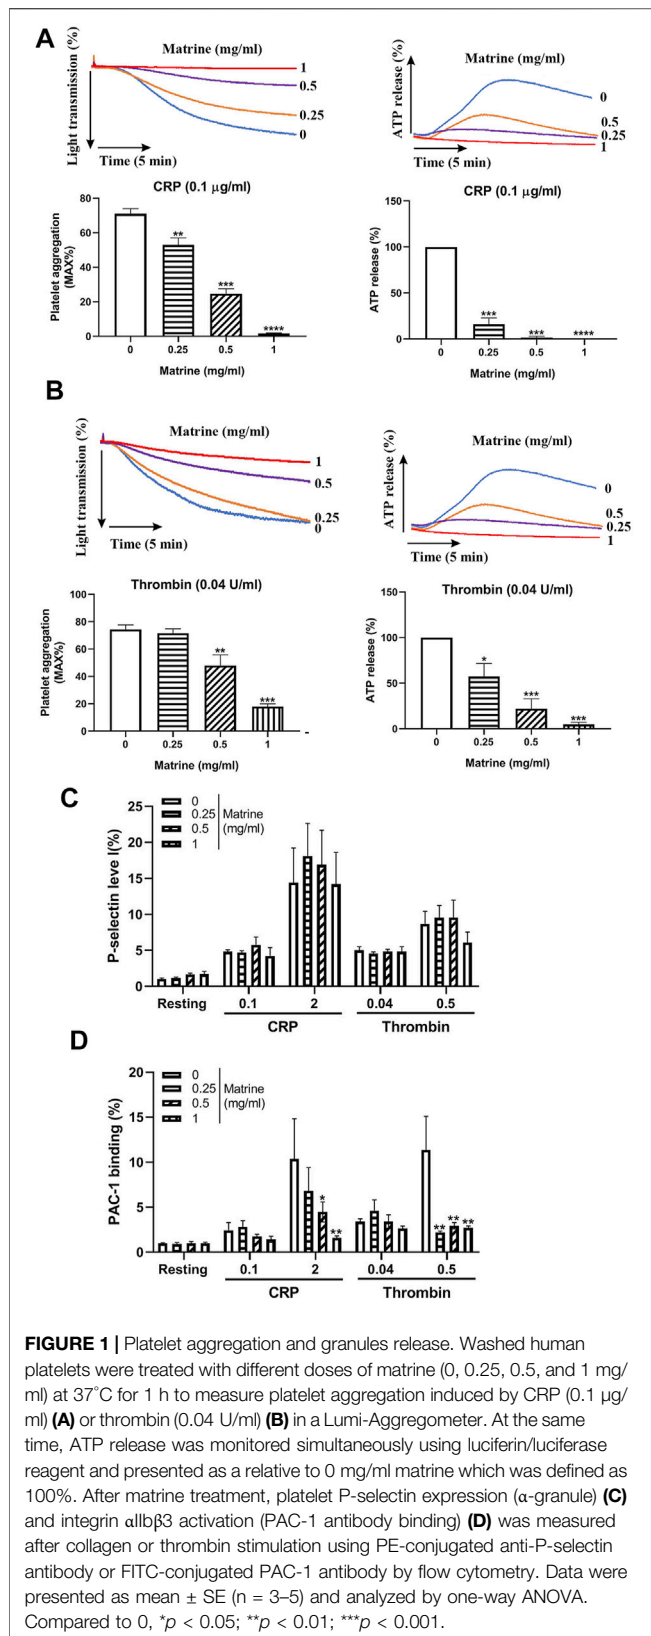 A
Matrine (mg/ml)
Light transmission (%)
1
0.5
0.25
0
Time (5 min)
ATP release (%)
Matrine (mg/ml)
0
0.5
0.25
1
Time (5 min)
CRP (0.1 µg/ml)
Platelet aggregation
(MAX%)
80
60
40
20
0
**
***
****
0 0.25 0.5 1
Matrine (mg/ml)
CRP (0.1 µg/ml)
ATP release (%)
150
100
50
0
***
***
****
0 0.25 0.5 1
Matrine (mg/ml)
B
Matrine (mg/ml)
Light transmission (%)
1
0.5
0.25
0
Time (5 min)
ATP release (%)
Matrine (mg/ml)
0
0.5
0.25
1
Time (5 min)
Thrombin (0.04 U/ml)
Platelet aggregation
(MAX%)
100
80
60
40
20
0
**
***
0 0.25 0.5 1
Matrine (mg/ml)
-
Thrombin (0.04 U/ml)
ATP release (%)
150
100
50
0
*
***
***
0 0.25 0.5 1
Matrine (mg/ml)
C
P-selectin level l(%)
25
20
15
10
5
0
0
0.25
0.5
1
Matrine
(mg/ml)
Resting 0.1 2 0.04 0.5
CRP Thrombin
D
PAC-1 binding (%)
20
15
10
5
0
0
0.25
0.5
1
Matrine
(mg/ml)
*
**
** ** **
Resting 0.1 2 0.04 0.5
CRP Thrombin
FIGURE 1 | Platelet aggregation and granules release. Washed human
platelets were treated with different doses of matrine (0, 0.25, 0.5, and 1 mg/
ml) at 37°C for 1 h to measure platelet aggregation induced by CRP (0.1 µg/
ml) (A) or thrombin (0.04 U/ml) (B) in a Lumi-Aggregometer. At the same
time, ATP release was monitored simultaneously using luciferin/luciferase
reagent and presented as a relative to 0 mg/ml matrine which was defined as
100%. After matrine treatment, platelet P-selectin expression (α-granule) (C)
and integrin αIIbβ3 activation (PAC-1 antibody binding) (D) was measured
after collagen or thrombin stimulation using PE-conjugated anti-P-selectin
antibody or FITC-conjugated PAC-1 antibody by flow cytometry. Data were
presented as mean ± SE (n = 3–5) and analyzed by one-way ANOVA.
Compared to 0, *p < 0.05; **p < 0.01; ***p < 0.001.